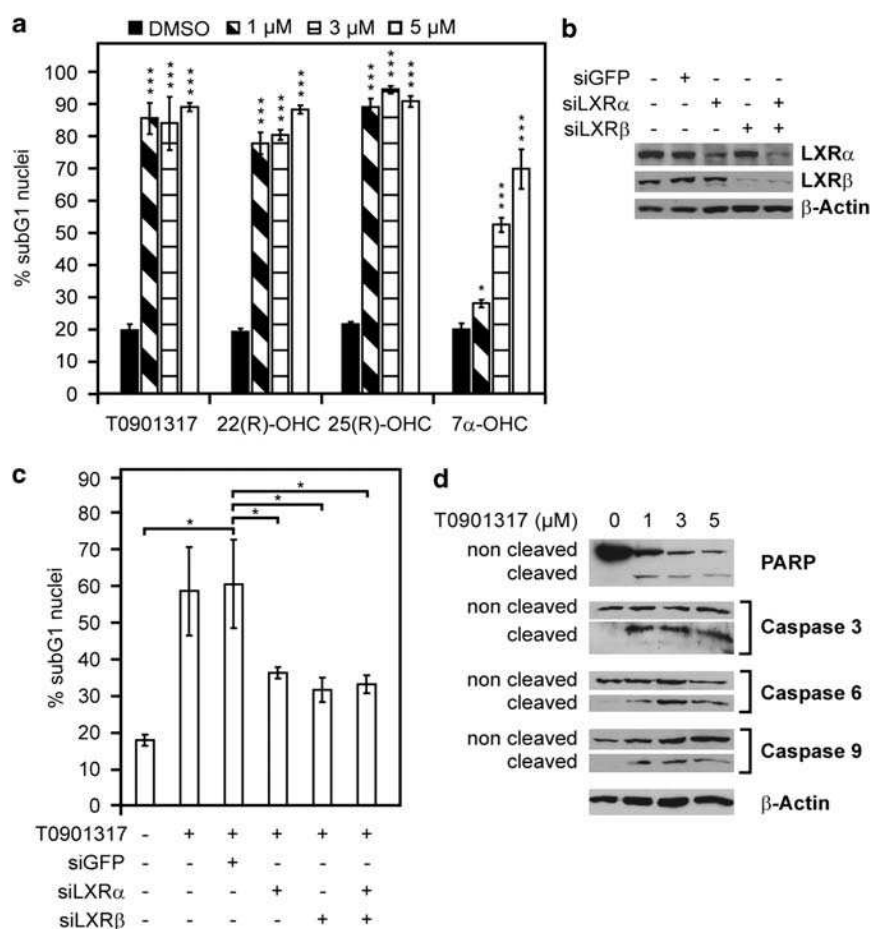 a
DMSO 1 µM 3 µM 5 µM
% subG1 nuclei
100
90
80
70
60
50
40
30
20
10
0
*** *** *** *** *** *** *** *** *** * *** ***
T0901317 22(R)-OHC 25(R)-OHC 7α-OHC
b
siGFP - + - - -
siLXRα - - + - +
siLXRβ - - - + +
LXRα
LXRβ
β-Actin
c
% subG1 nuclei
90
80
70
60
50
40
30
20
10
0
*
*
*
*
T0901317 - + + + + +
siGFP +
siLXRα + +
siLXRβ + +
d
T0901317 (µM) 0 1 3 5
non cleaved
cleaved
PARP
non cleaved
cleaved
Caspase 3
non cleaved
cleaved
Caspase 6
non cleaved
cleaved
Caspase 9
β-Actin